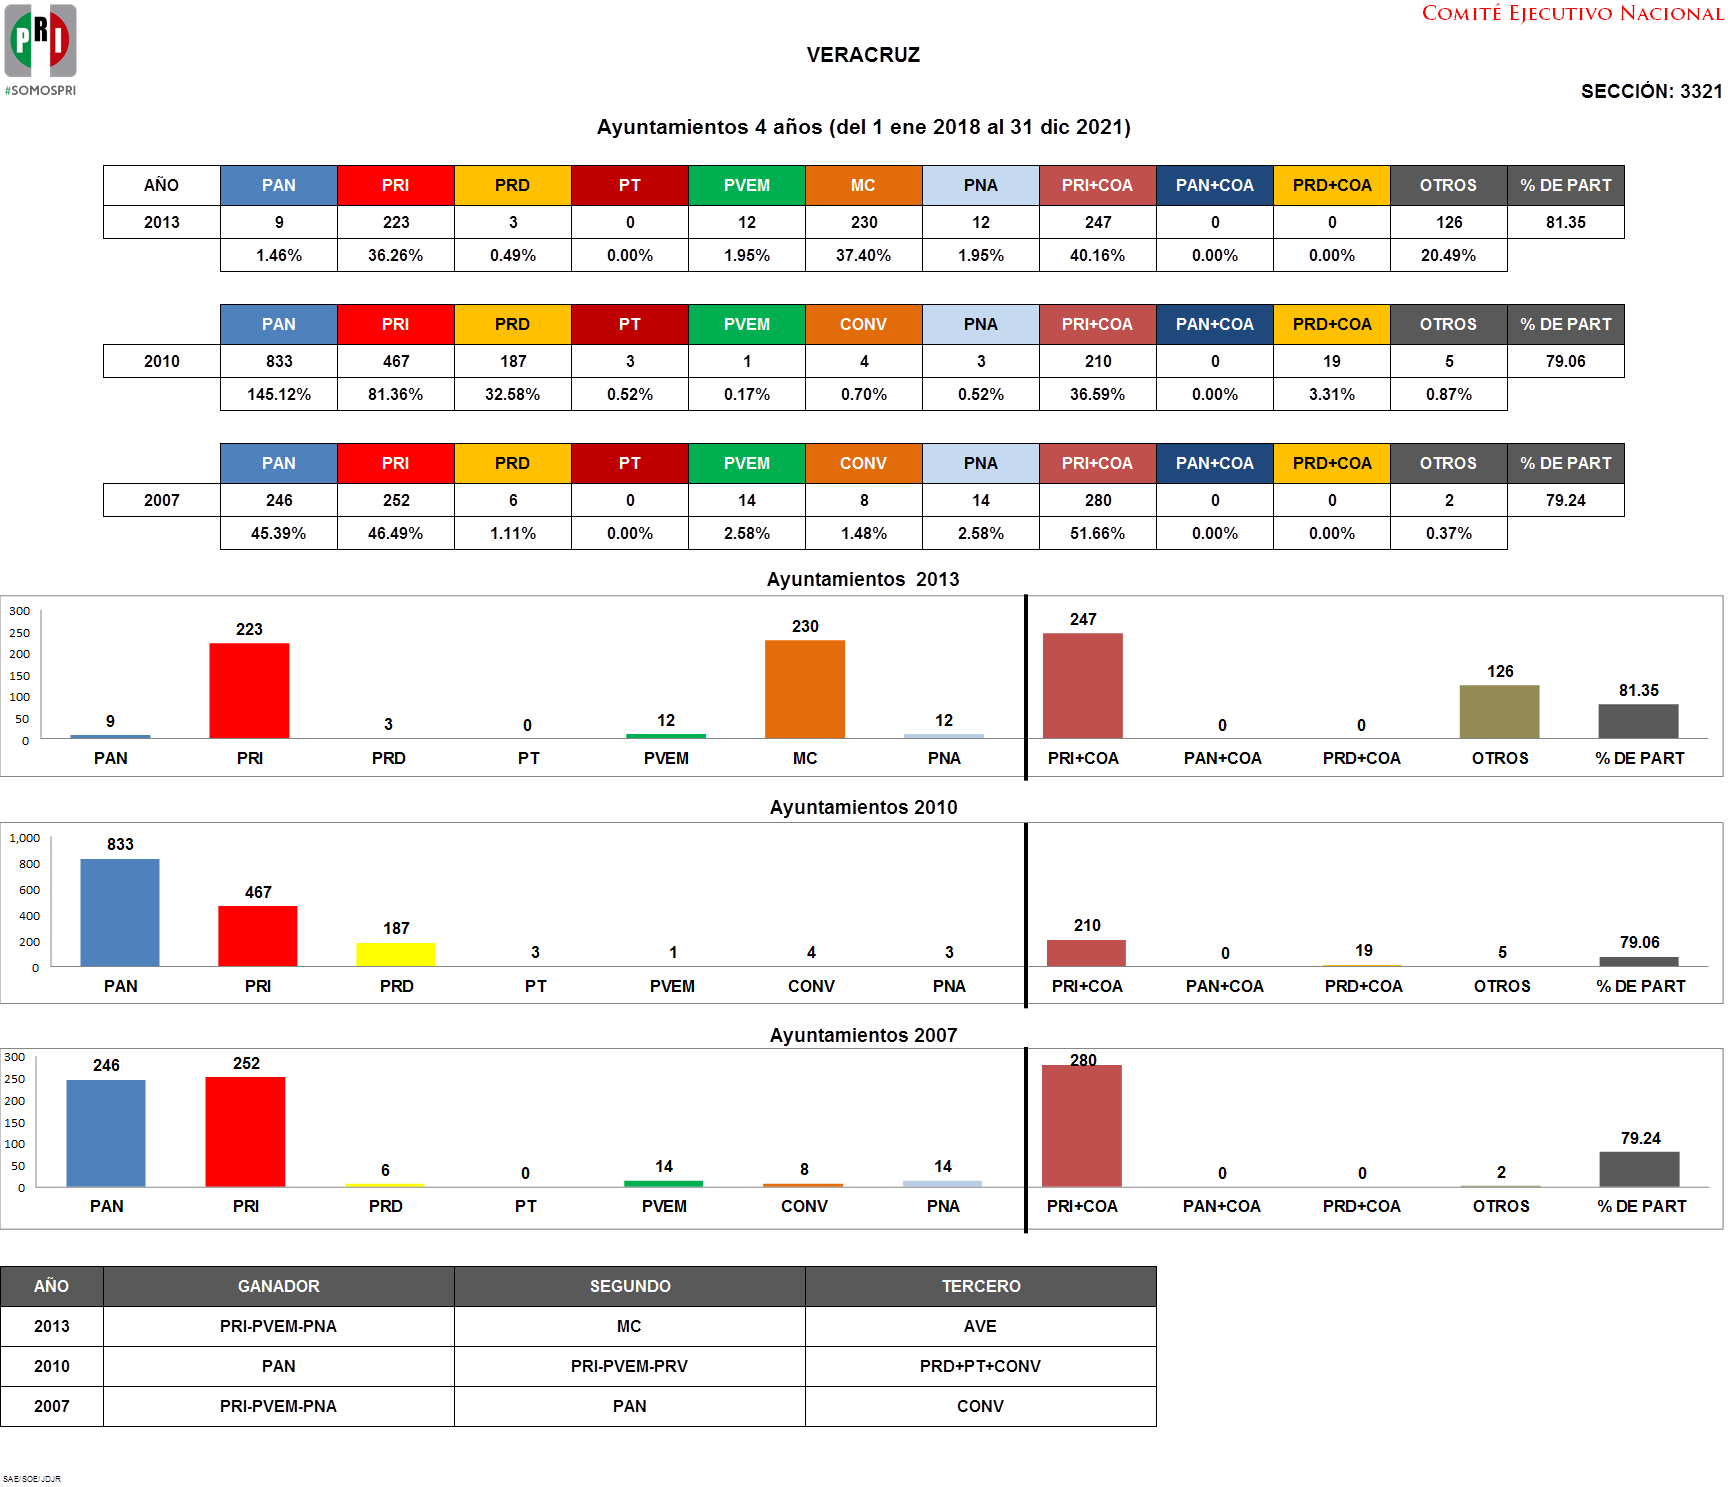 PRI
#SOMOSPRI
COMITÉ EJECUTIVO NACIONAL
VERACRUZ
SECCIÓN: 3321
Ayuntamientos 4 años (del 1 ene 2018 al 31 dic 2021)
AÑO PAN PRI PRD PT PVEM MC PNA PRI+COA PAN+COA PRD+COA OTROS % DE PART
2013 9 223 3 0 12 230 12 247 0 0 126 81.35
1.46% 36.26% 0.49% 0.00% 1.95% 37.40% 1.95% 40.16% 0.00% 0.00% 20.49%
PAN PRI PRD PT PVEM CONV PNA PRI+COA PAN+COA PRD+COA OTROS % DE PART
2010 833 467 187 3 1 4 3 210 0 19 5 79.06
145.12% 81.36% 32.58% 0.52% 0.17% 0.70% 0.52% 36.59% 0.00% 3.31% 0.87%
PAN PRI PRD PT PVEM CONV PNA PRI+COA PAN+COA PRD+COA OTROS % DE PART
2007 246 252 6 0 14 8 14 280 0 0 2 79.24
45.39% 46.49% 1.11% 0.00% 2.58% 1.48% 2.58% 51.66% 0.00% 0.00% 0.37%
Ayuntamientos 2013
300
250
200
150
100
50
0
9 223 3 0 12 230 12 247 0 0 126 81.35
PAN PRI PRD PT PVEM MC PNA PRI+COA PAN+COA PRD+COA OTROS % DE PART
Ayuntamientos 2010
1,000
800
600
400
200
0
833 467 187 3 1 4 3 210 0 19 5 79.06
PAN PRI PRD PT PVEM CONV PNA PRI+COA PAN+COA PRD+COA OTROS % DE PART
Ayuntamientos 2007
300
250
200
150
100
50
0
246 252 6 0 14 8 14 280 0 0 2 79.24
PAN PRI PRD PT PVEM CONV PNA PRI+COA PAN+COA PRD+COA OTROS % DE PART
AÑO GANADOR SEGUNDO TERCERO
2013 PRI-PVEM-PNA MC AVE
2010 PAN PRI-PVEM-PRV PRD+PT+CONV
2007 PRI-PVEM-PNA PAN CONV
SAE/SOE/JDJR